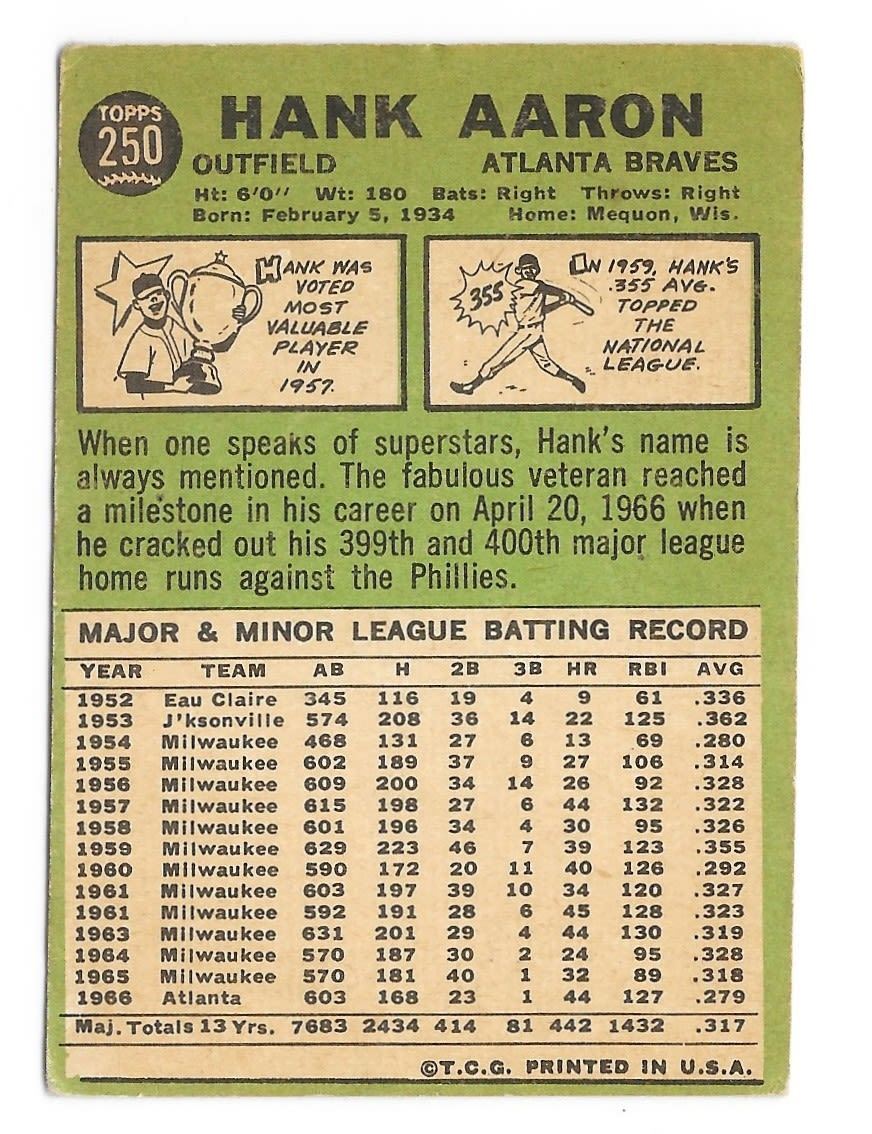 TOPPS
250
HANK AARON
OUTFIELD ATLANTA BRAVES
Ht: 6'0" Wt: 180 Bats: Right Throws: Right
Born: February 5, 1934 Home: Mequon, Wis.
HANK WAS
VOTED
MOST
VALUABLE
PLAYER
IN
1957.
355
IN 1959, HANK'S
.355 AVG.
TOPPED
THE
NATIONAL
LEAGUE.
When one speaks of superstars, Hank's name is
always mentioned. The fabulous veteran reached
a milestone in his career on April 20, 1966 when
he cracked out his 399th and 400th major league
home runs against the Phillies.
MAJOR & MINOR LEAGUE BATTING RECORD
YEAR TEAM AB H 2B 3B HR RBI AVG
1952 Eau Claire 345 116 19 4 9 61 .336
1953 J'ksonville 574 208 36 14 22 125 .362
1954 Milwaukee 468 131 27 6 13 69 .280
1955 Milwaukee 602 189 37 9 27 106 .314
1956 Milwaukee 609 200 34 14 26 92 .328
1957 Milwaukee 615 198 27 6 44 132 .322
1958 Milwaukee 601 196 34 4 30 95 .326
1959 Milwaukee 629 223 46 7 39 123 .355
1960 Milwaukee 590 172 20 11 40 126 .292
1961 Milwaukee 603 197 39 10 34 120 .327
1961 Milwaukee 592 191 28 6 45 128 .323
1963 Milwaukee 631 201 29 4 44 130 .319
1964 Milwaukee 570 187 30 2 24 95 .328
1965 Milwaukee 570 181 40 1 32 89 .318
1966 Atlanta 603 168 23 1 44 127 .279
Maj. Totals 13 Yrs. 7683 2434 414 81 442 1432 .317
©T.C.G. PRINTED IN U.S.A.